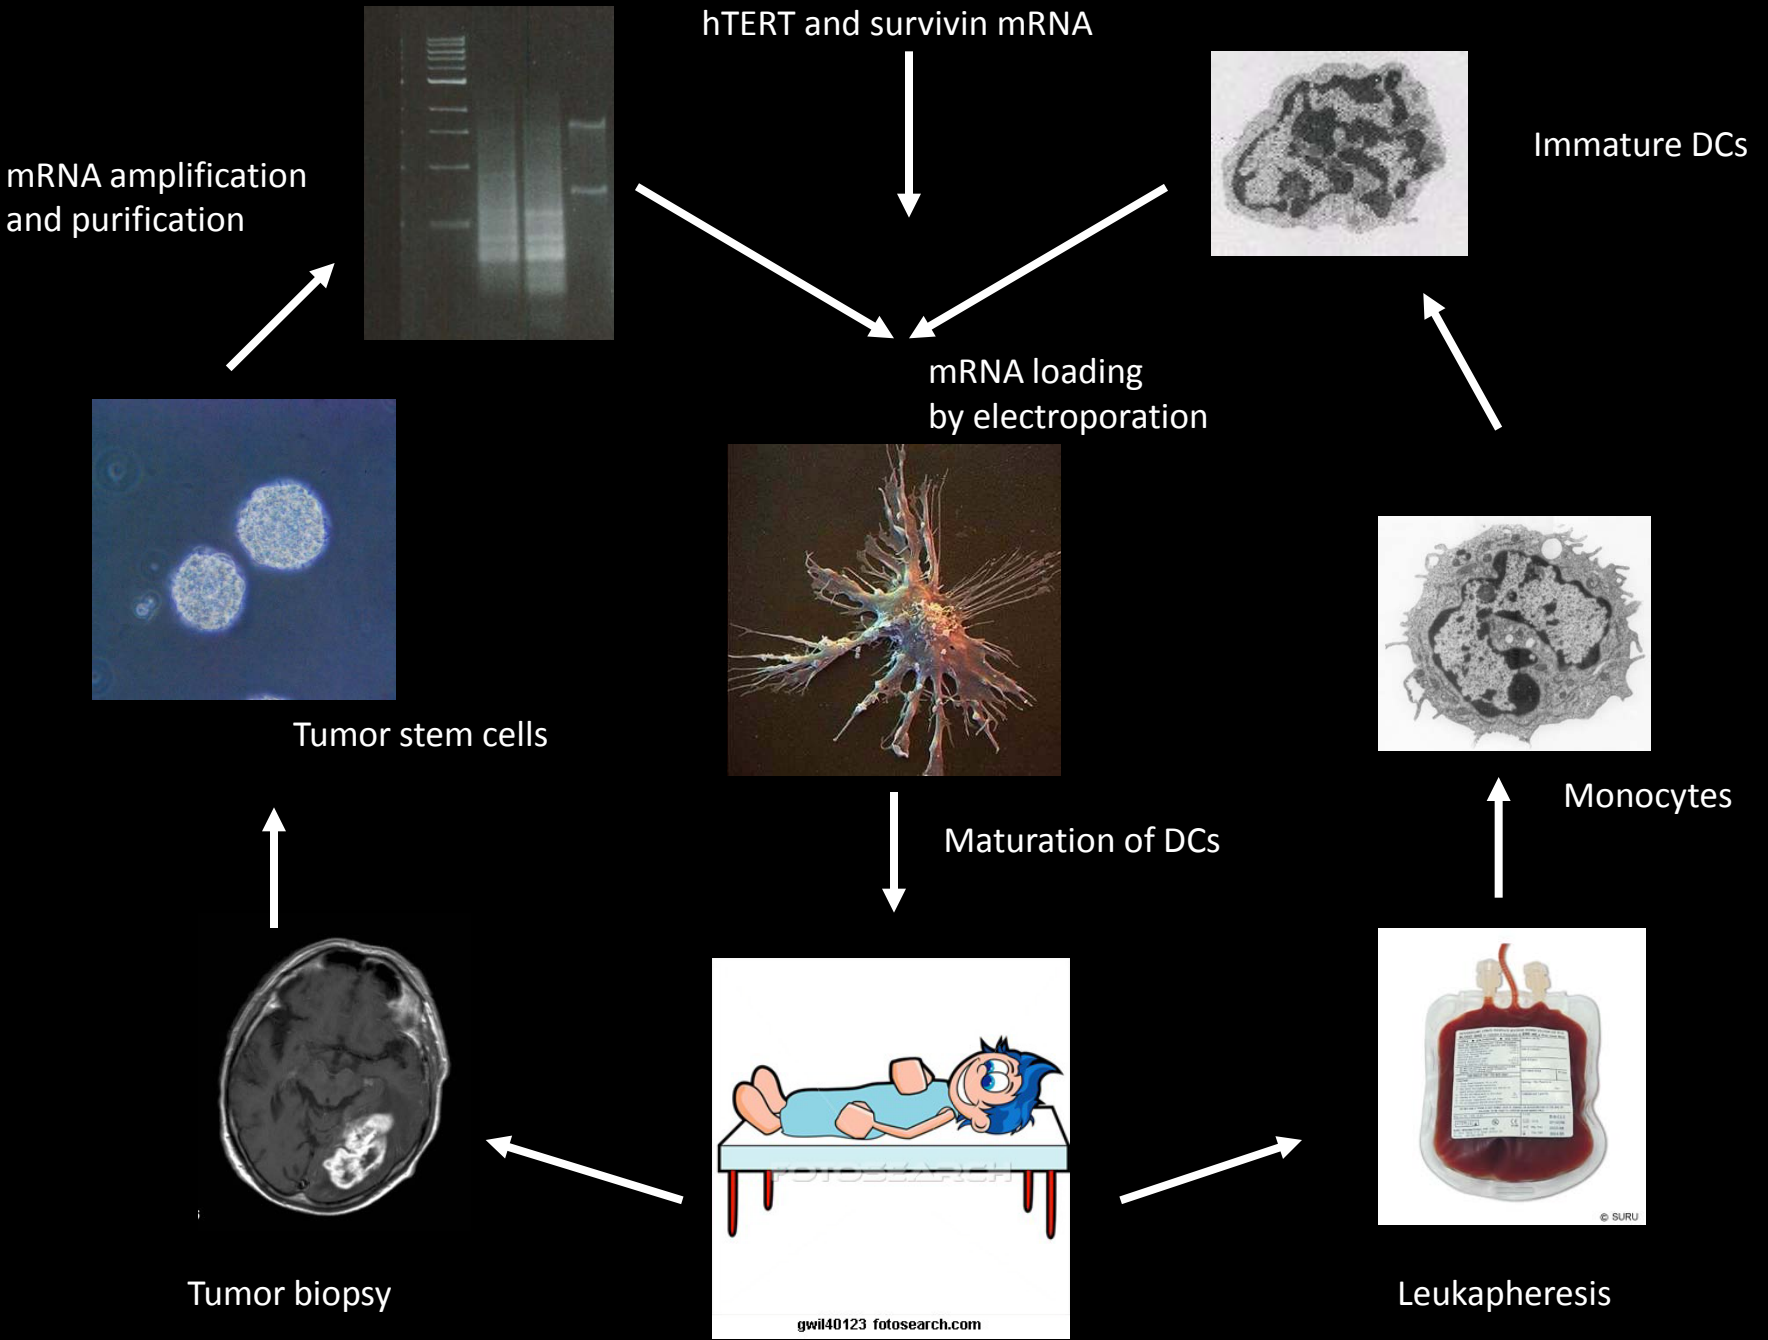 hTERT and survivin mRNA
Immature DCs
mRNA amplification
and purification
mRNA loading
by electroporation
Tumor stem cells
Monocytes
Maturation of DCs
FOTOSEARCH
© SURU
Tumor biopsy
Leukapheresis
gwil40123 fotosearch.com